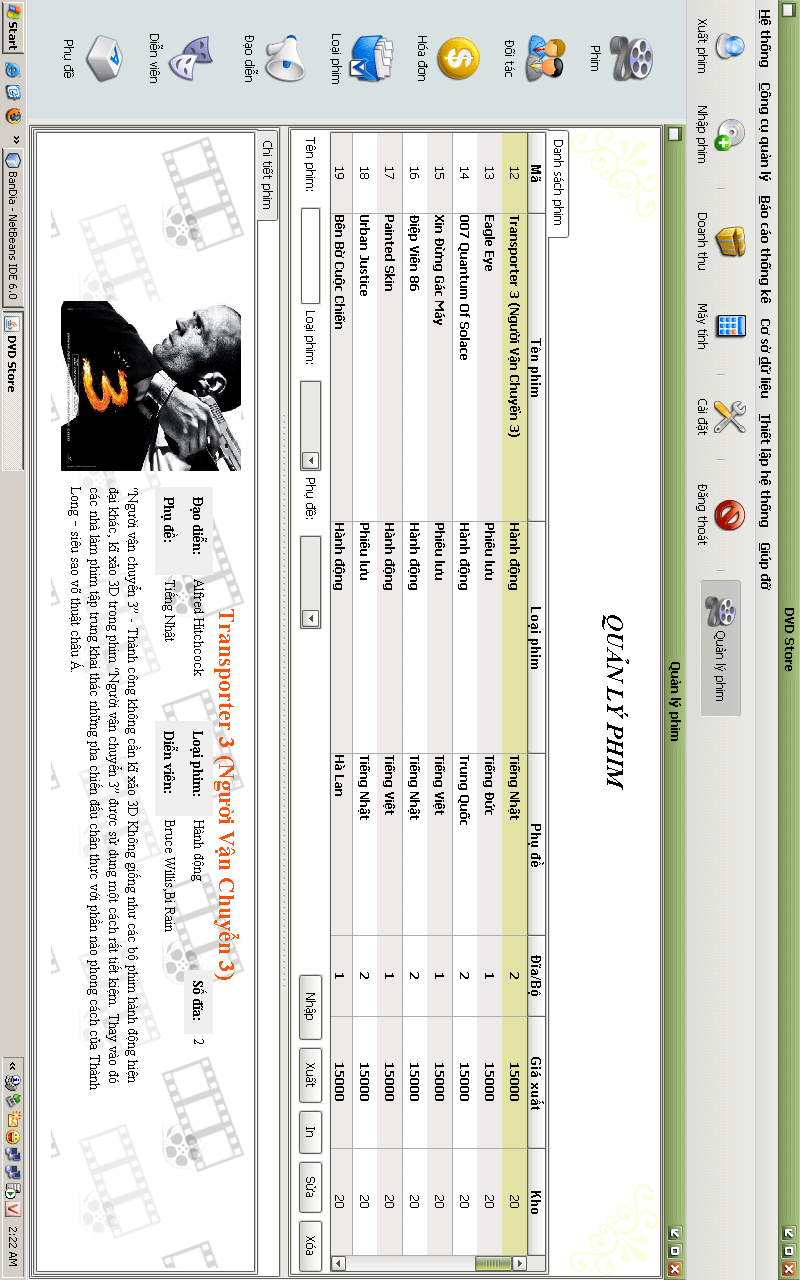 DVD Store
Hệ thống Công cụ quản lý Báo cáo thống kê Cơ sở dữ liệu Thiết lập hệ thống Giúp đỡ
Xuất phim Nhập phim Doanh thu Máy tính Cài đặt Đăng thoát Quản lý phim
Quản lý phim
Phim
Đối tác
Hóa đơn
Loại phim
Đạo diễn
Diễn viên
Phụ đề
QUẢN LÝ PHIM
Danh sách phim
Mã Tên phim Loại phim Phụ đề Đĩa/Bộ Giá xuất Kho
12 Transporter 3 (Người Vận Chuyển 3) Hành động Tiếng Nhật 2 15000 20
13 Eagle Eye Phiêu lưu Tiếng Đức 1 15000 20
14 007 Quantum Of Solace Hành động Trung Quốc 2 15000 20
15 Xin Đừng Gác Máy Phiêu lưu Tiếng Việt 1 15000 20
16 Điệp Viên 86 Hành động Tiếng Nhật 2 15000 20
17 Painted Skin Hành động Tiếng Việt 1 15000 20
18 Urban Justice Phiêu lưu Tiếng Nhật 2 15000 20
19 Bên Bờ Cuộc Chiến Hành động Hà Lan 1 15000 20
Tên phim: Loại phim: Phụ đề: Nhập Xuất In Sửa Xóa
Chi tiết phim
3
Transporter 3 (Người Vận Chuyển 3)
Đạo diễn: Alfred Hitchcock Loại phim: Hành động Số đĩa: 2
Phụ đề: Tiếng Nhật Diễn viên: Bruce Willis,Bi Rain
“Người vận chuyển 3” - Thành công không cần kĩ xảo 3D Không giống như các bộ phim hành động hiện
đại khác, kĩ xảo 3D trong phim “Người vận chuyển 3” được sử dụng một cách rất tiết kiệm. Thay vào đó
các nhà làm phim tập trung khai thác những pha chiến đấu chân thực với phần nào phong cách của Thành
Long – siêu sao võ thuật châu Á.
Start BanDia - NetBeans IDE 6.0 DVD Store 2:22 AM